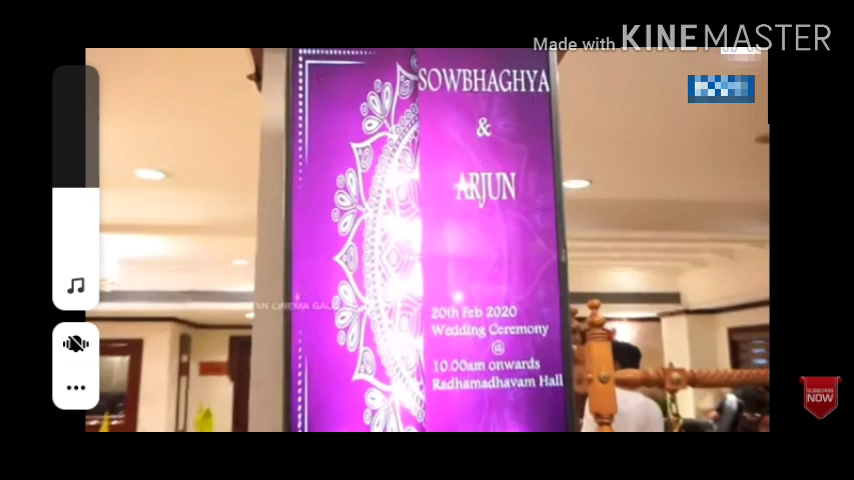 Made with KINEMASTER
SOWBHAGHYA
&
ARJUN
20th Feb 2020
Wedding Ceremony
@
10.00am onwards
Radhamadhavam Hall
SUBSCRIBE
NOW